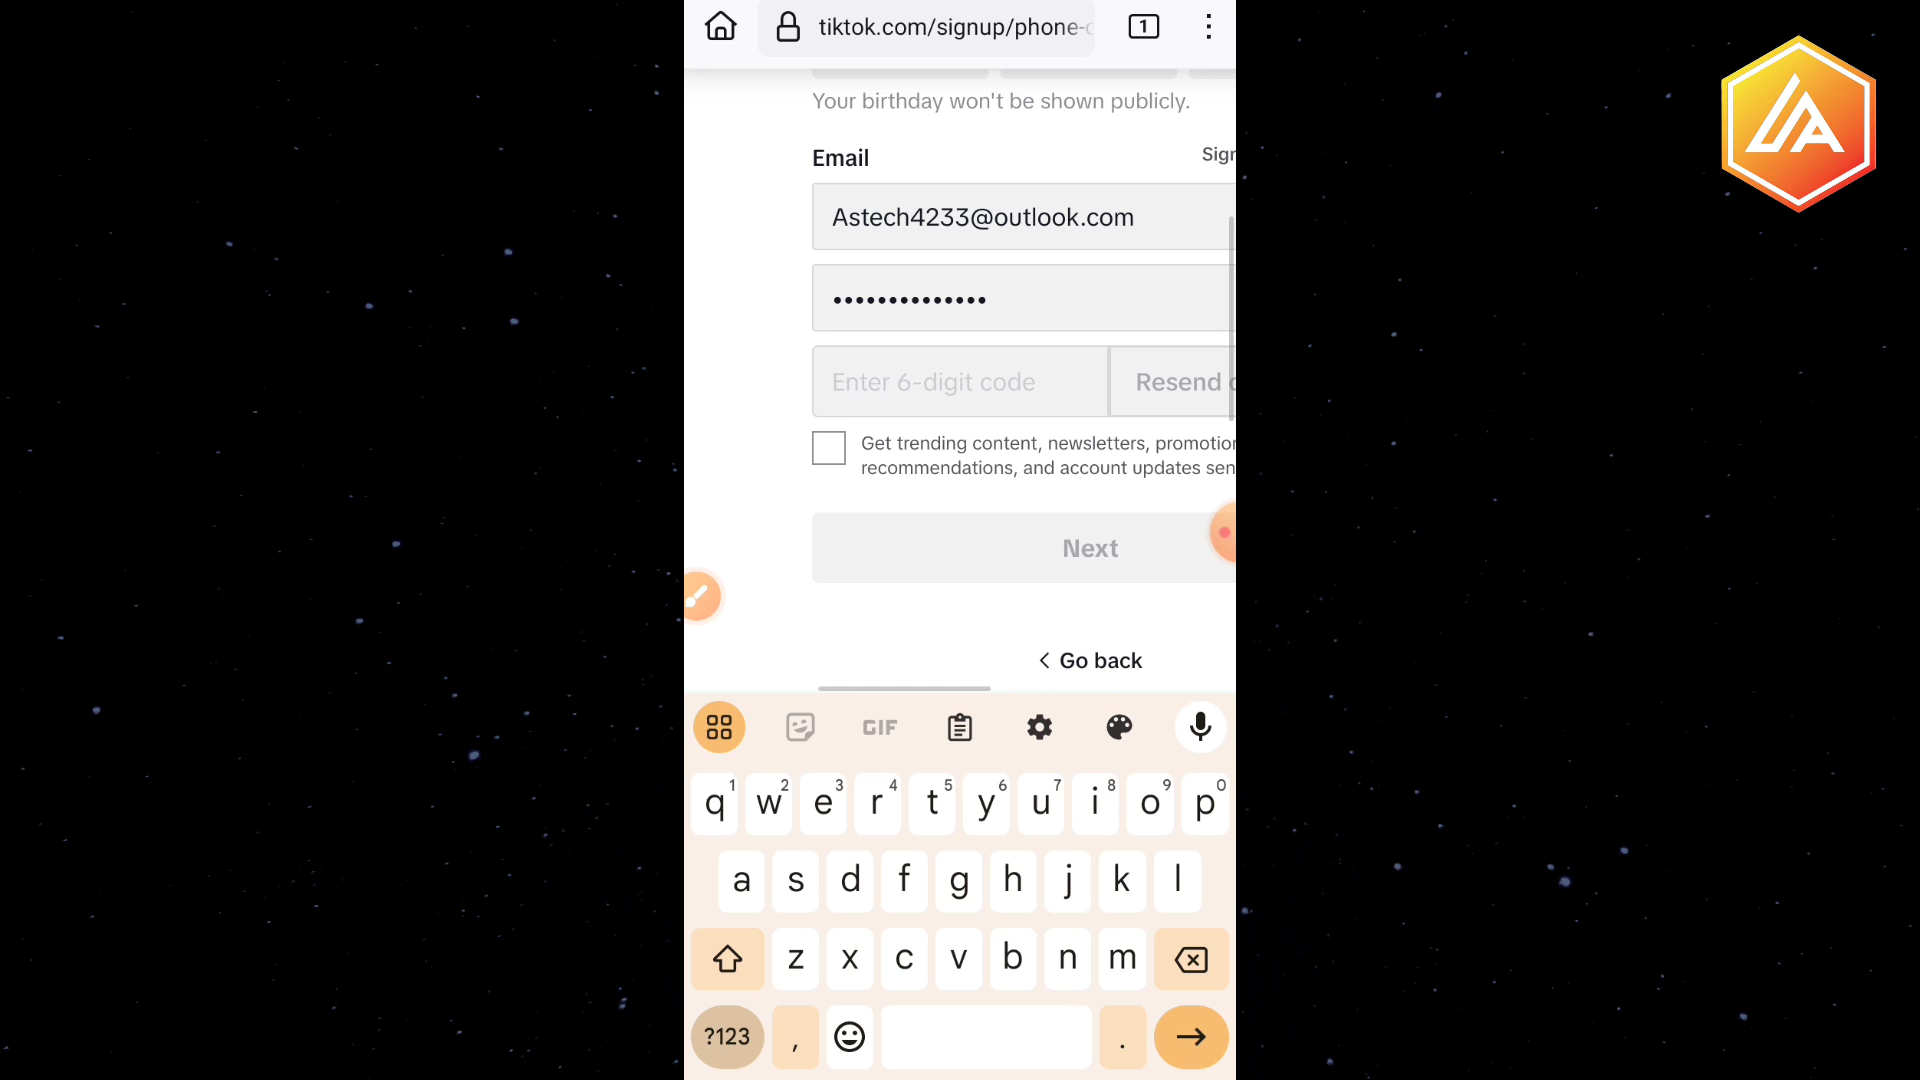 tiktok.com/signup/phone-
1
Your birthday won't be shown publicly.
Email
Sign
Astech4233@outlook.com
Enter 6-digit code
Resend
Get trending content, newsletters, promotion
recommendations, and account updates sen
Next
Go back
GIF
q1 w2 e3 r4 t5 y6 u7 i8 o9 p0
a s d f g h j k l
z x c v b n m
?123 , .